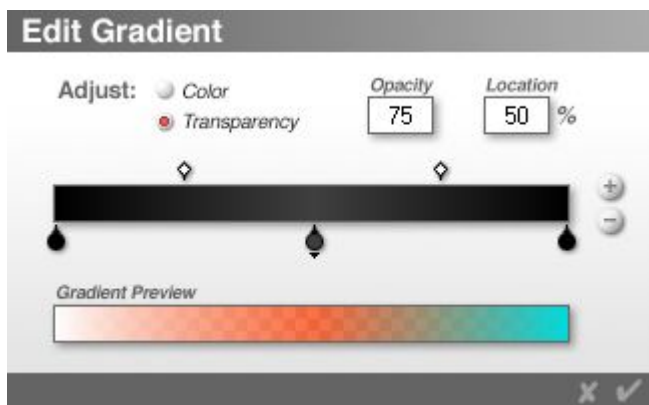 Edit Gradient
Adjust: Color Opacity Location
Transparency 75 50 %
Gradient Preview